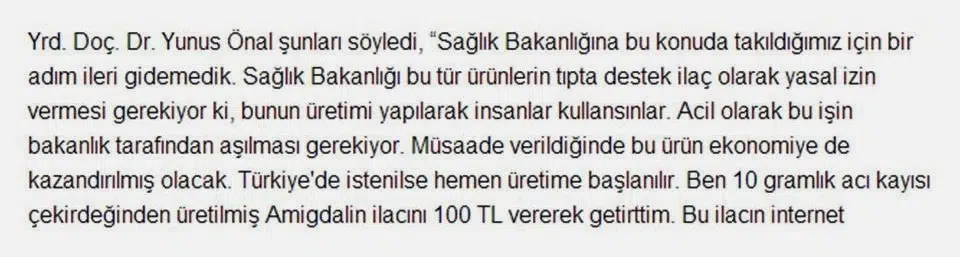 Yrd. Doç. Dr. Yunus Önal şunları söyledi, “Sağlık Bakanlığına bu konuda takıldığımız için bir
adım ileri gidemedik. Sağlık Bakanlığı bu tür ürünlerin tıpta destek ilaç olarak yasal izin
vermesi gerekiyor ki, bunun üretimi yapılarak insanlar kullansınlar. Acil olarak bu işin
bakanlık tarafından aşılması gerekiyor. Müsaade verildiğinde bu ürün ekonomiye de
kazandırılmış olacak. Türkiye'de istenilse hemen üretime başlanılır. Ben 10 gramlık acı kayısı
çekirdeğinden üretilmiş Amigdalin ilacını 100 TL vererek getirttim. Bu ilacın internet